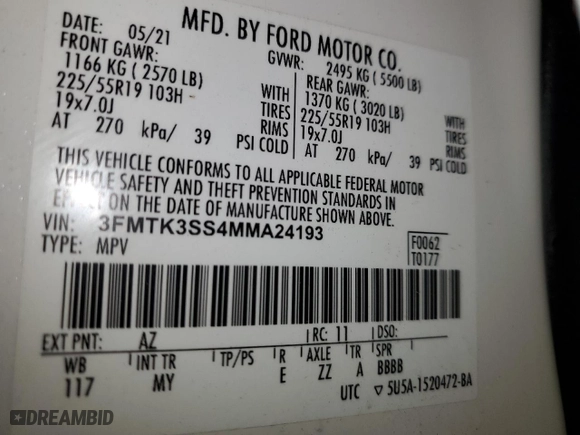 MFD. BY FORD MOTOR CO.
DATE: 05/21 GVWR: 2495 KG ( 5500 LB)
FRONT GAWR: REAR GAWR:
1166 KG ( 2570 LB) WITH 1370 KG ( 3020 LB) WITH
225/55R19 103H TIRES 225/55R19 103H TIRES
19x7.0J RIMS 19x7.0J RIMS
AT 270 kPa/ 39 PSI COLD AT 270 kPa/ 39 PSI COLD
THIS VEHICLE CONFORMS TO ALL APPLICABLE FEDERAL MOTOR
VEHICLE SAFETY AND THEFT PREVENTION STANDARDS IN
EFFECT ON THE DATE OF MANUFACTURE SHOWN ABOVE.
VIN: 3FMTK3SS4MMA24193
TYPE: MPV
F0062
T0177
EXT PNT: AZ RC: 11 DSO:
WB INT TR TP/PS R AXLE TR SPR
117 MY E ZZ A BBBB
UTC ▽ 5U5A-1520472-BA
DREAMBID